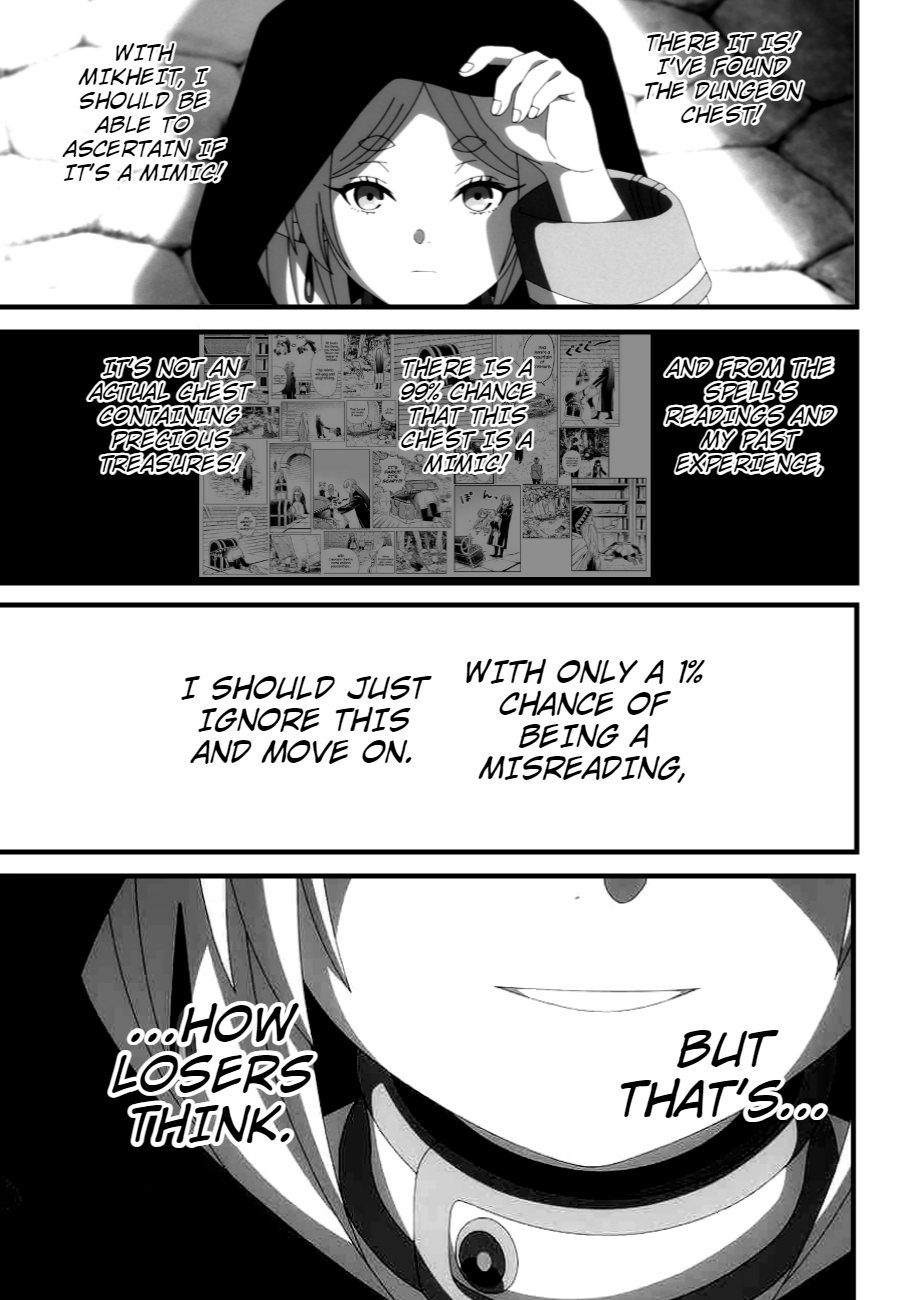 THERE IT IS!
I'VE FOUND
THE DUNGEON
CHEST!
WITH
MIKHEIT, I
SHOULD BE
ABLE TO
ASCERTAIN IF
IT'S A MIMIC!
AND FROM THE
SPELL'S
READINGS AND
MY PAST
EXPERIENCE,
THERE IS A
99% CHANCE
THAT THIS
CHEST IS A
MIMIC!
IT'S NOT AN
ACTUAL CHEST
CONTAINING
PRECIOUS
TREASURES!
WITH ONLY A 1%
CHANCE OF
BEING A
MISREADING,
I SHOULD JUST
IGNORE THIS
AND MOVE ON.
BUT
THAT'S...
...HOW
LOSERS
THINK.